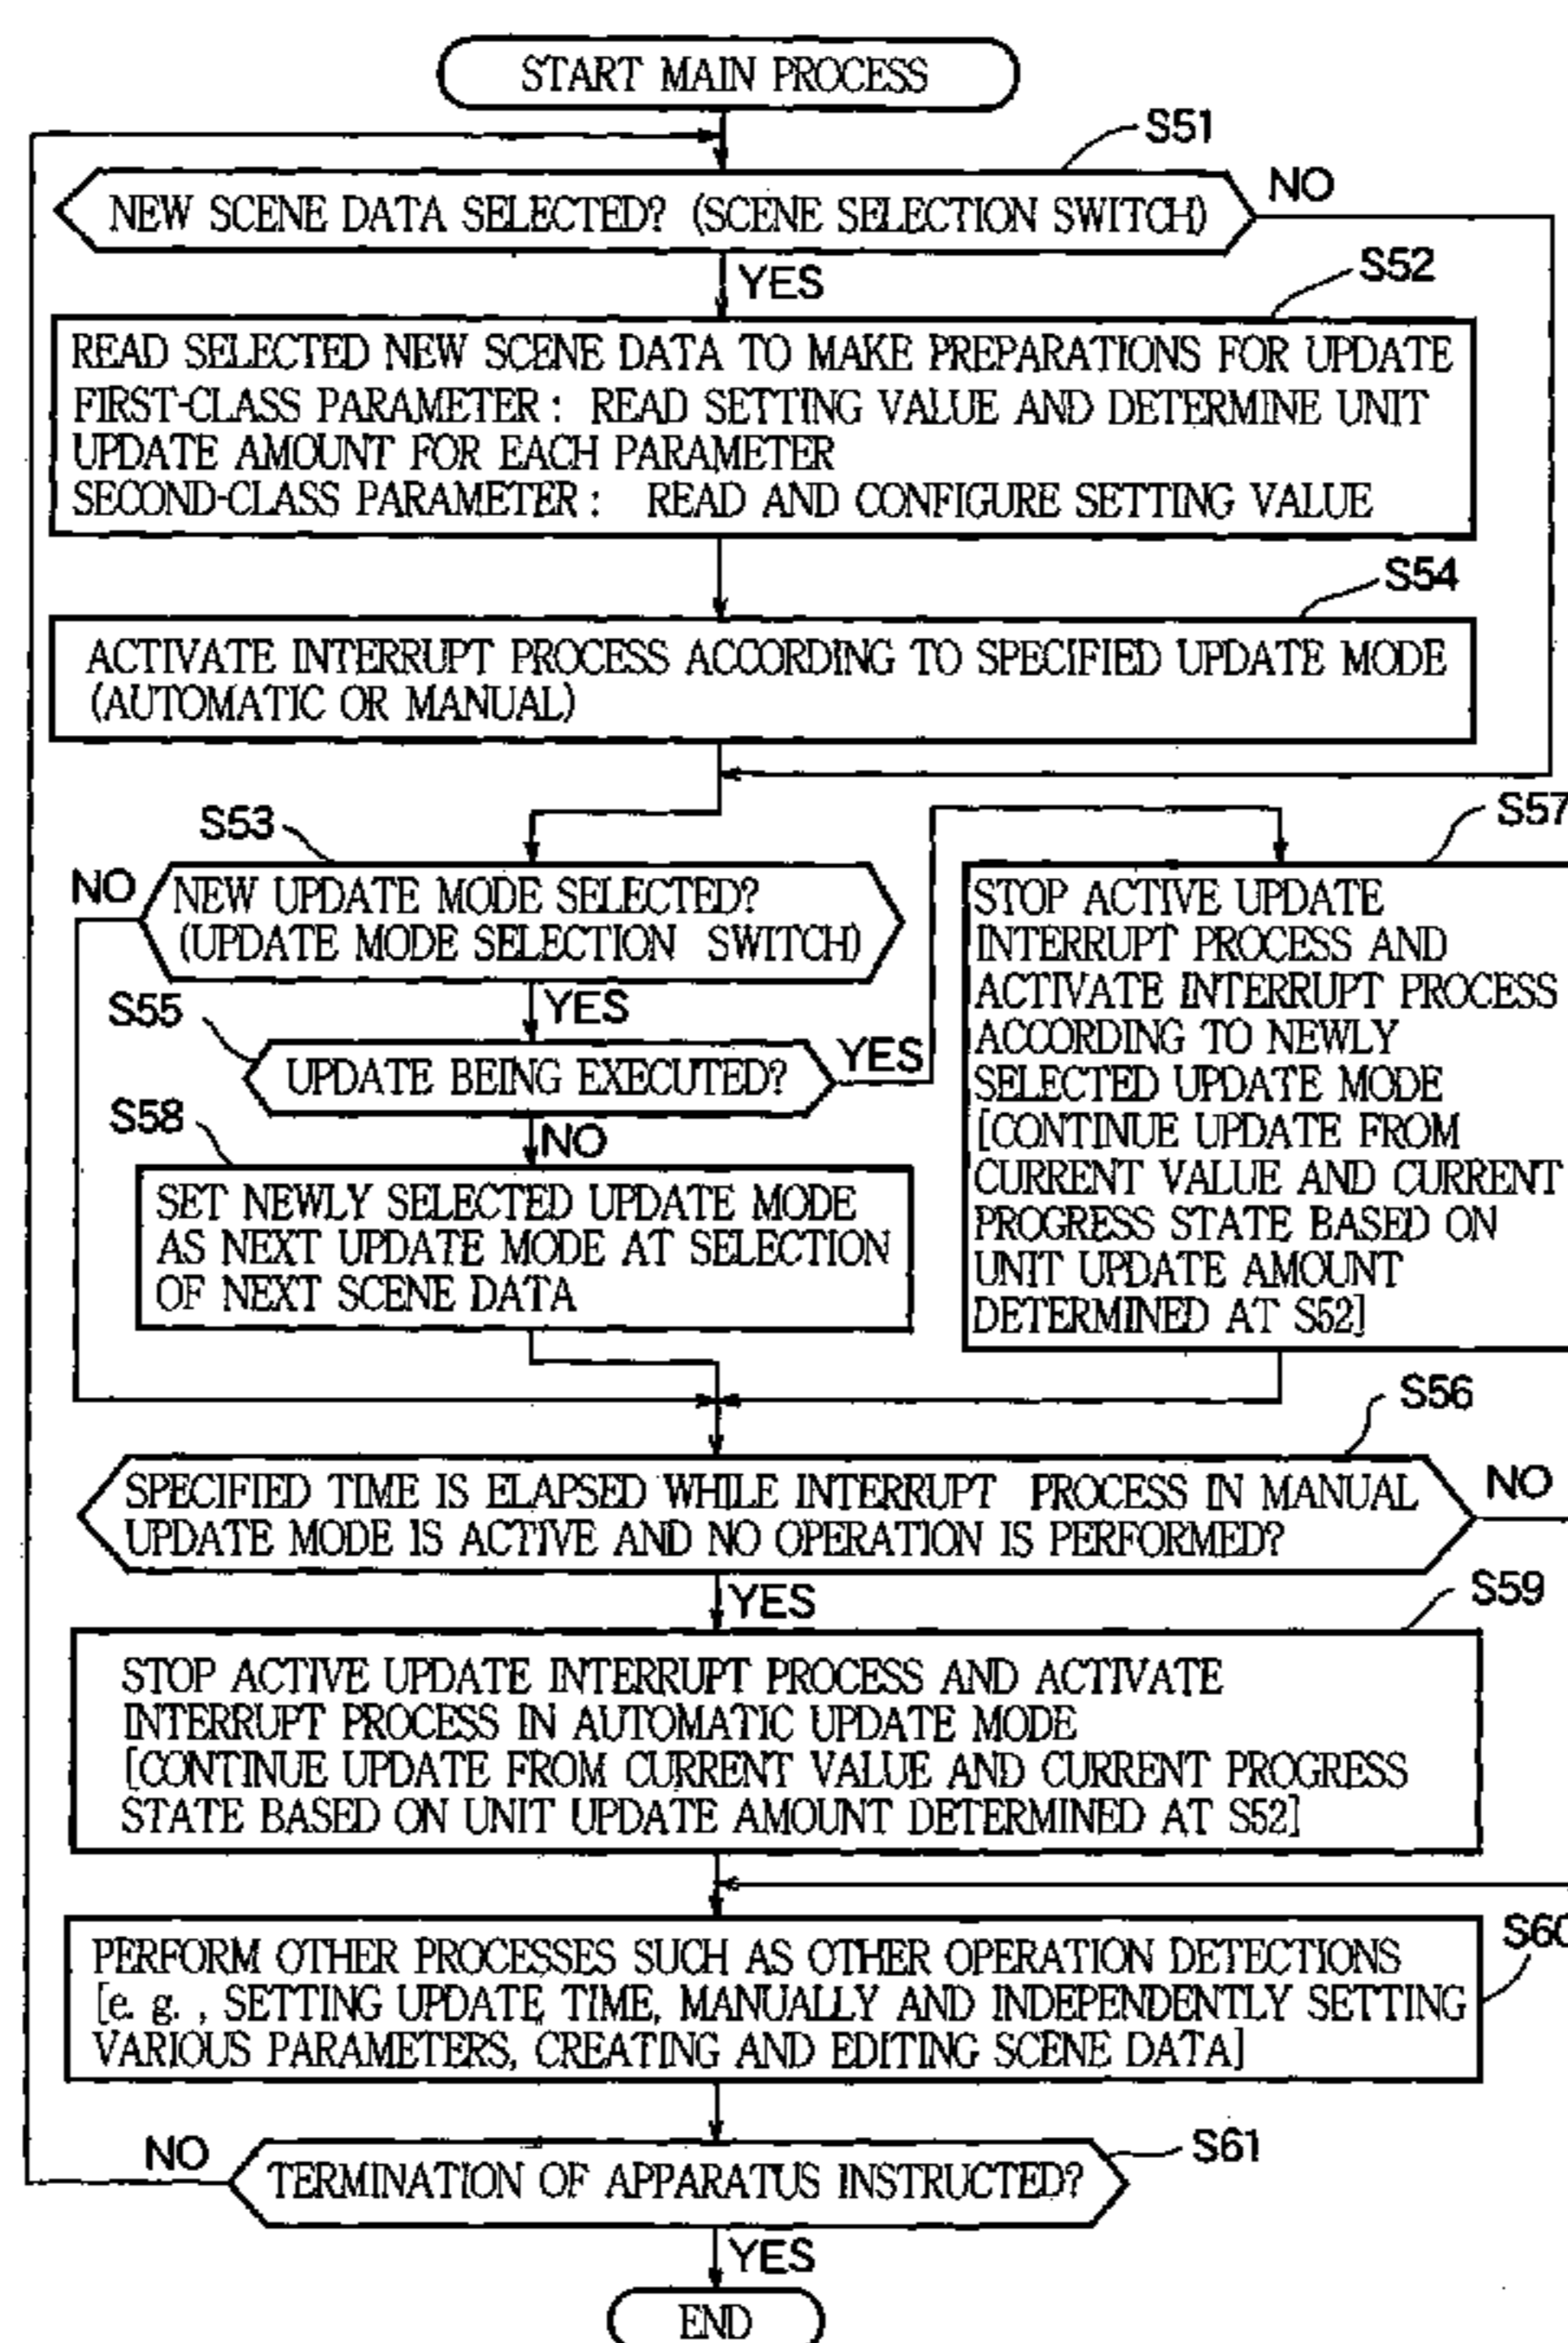 START MAIN PROCESS
S51
NEW SCENE DATA SELECTED? (SCENE SELECTION SWITCH)
NO
YES
S52
READ SELECTED NEW SCENE DATA TO MAKE PREPARATIONS FOR UPDATE
FIRST-CLASS PARAMETER : READ SETTING VALUE AND DETERMINE UNIT
UPDATE AMOUNT FOR EACH PARAMETER
SECOND-CLASS PARAMETER : READ AND CONFIGURE SETTING VALUE
S54
ACTIVATE INTERRUPT PROCESS ACCORDING TO SPECIFIED UPDATE MODE
(AUTOMATIC OR MANUAL)
S53
NO
NEW UPDATE MODE SELECTED?
(UPDATE MODE SELECTION SWITCH)
YES
S55
UPDATE BEING EXECUTED?
YES
NO
S58
SET NEWLY SELECTED UPDATE MODE
AS NEXT UPDATE MODE AT SELECTION
OF NEXT SCENE DATA
S57
STOP ACTIVE UPDATE
INTERRUPT PROCESS AND
ACTIVATE INTERRUPT PROCESS
ACCORDING TO NEWLY
SELECTED UPDATE MODE
[CONTINUE UPDATE FROM
CURRENT VALUE AND CURRENT
PROGRESS STATE BASED ON
UNIT UPDATE AMOUNT
DETERMINED AT S52]
S56
SPECIFIED TIME IS ELAPSED WHILE INTERRUPT PROCESS IN MANUAL
UPDATE MODE IS ACTIVE AND NO OPERATION IS PERFORMED?
NO
YES
S59
STOP ACTIVE UPDATE INTERRUPT PROCESS AND ACTIVATE
INTERRUPT PROCESS IN AUTOMATIC UPDATE MODE
[CONTINUE UPDATE FROM CURRENT VALUE AND CURRENT PROGRESS
STATE BASED ON UNIT UPDATE AMOUNT DETERMINED AT S52]
S60
PERFORM OTHER PROCESSES SUCH AS OTHER OPERATION DETECTIONS
[e. g. , SETTING UPDATE TIME, MANUALLY AND INDEPENDENTLY SETTING
VARIOUS PARAMETERS, CREATING AND EDITING SCENE DATA]
S61
NO
TERMINATION OF APPARATUS INSTRUCTED?
YES
END